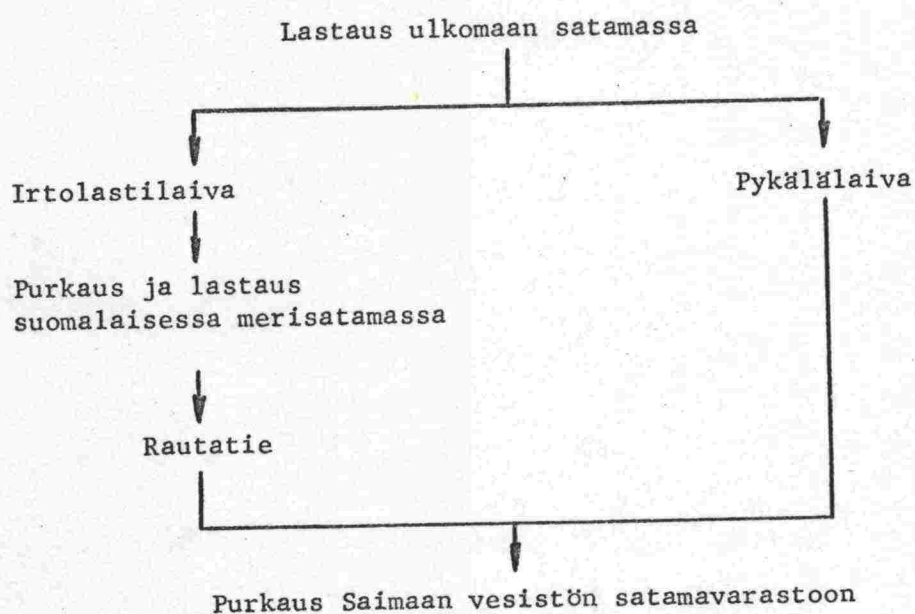 Lastaus ulkomaan satamassa
Irtolastilaiva
Pykälälaiva
Purkaus ja lastaus
suomalaisessa merisatamassa
Rautatie
Purkaus Saimaan vesistön satamavarastoon